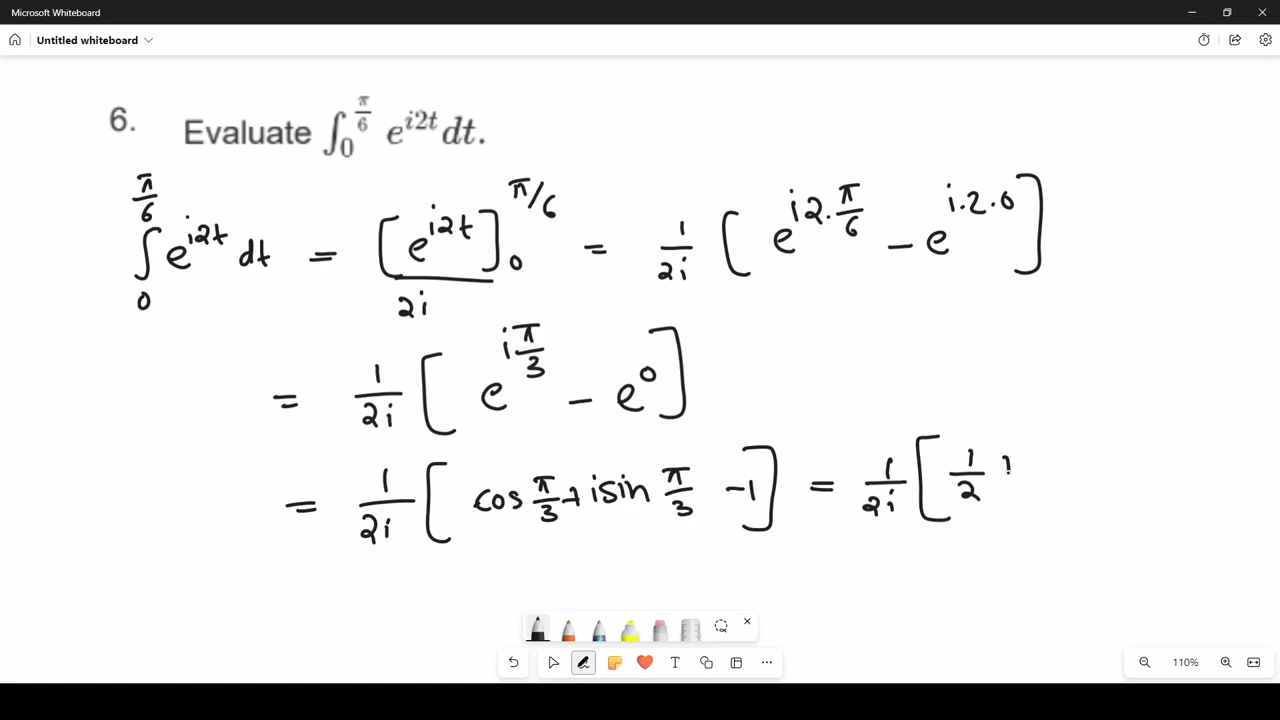 Microsoft Whiteboard
Untitled whiteboard
6. Evaluate ∫₀^{π/6} e^{i2t} dt.
∫₀^{π/6} e^{i2t} dt = [e^{i2t}]₀^{π/6} / 2i = 1/2i [e^{i2·π/6} − e^{i·2·0}]
= 1/2i [e^{iπ/3} − e^0]
= 1/2i [cos π/3 + i sin π/3 − 1] = 1/2i [1/2
110%